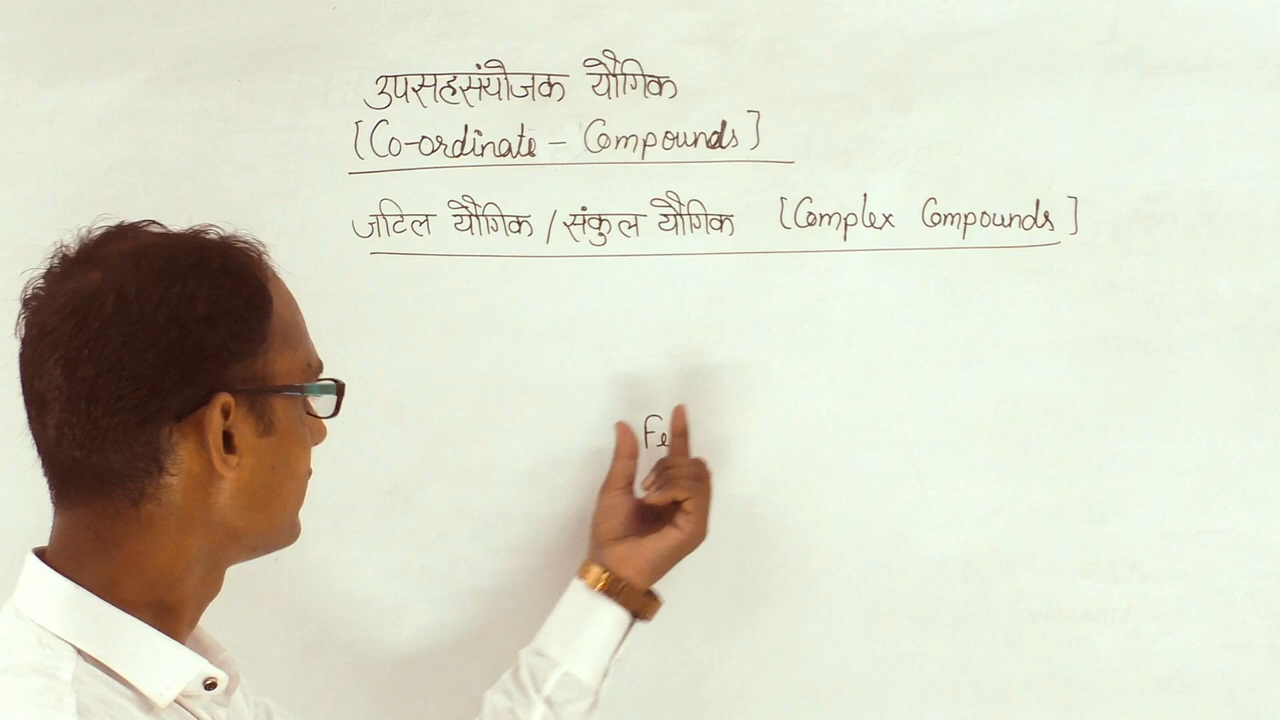 उपसहसंयोजक यौगिक
[Co-ordinate - Compounds]
जटिल यौगिक / संकुल यौगिक [Complex Compounds]
Fe